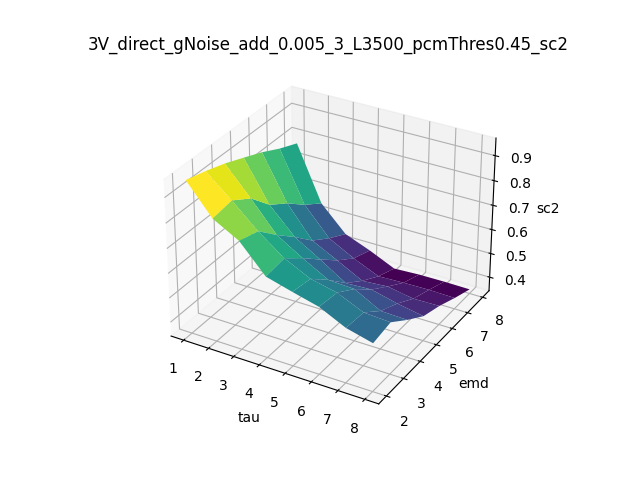 3V_direct_gNoise_add_0.005_3_L3500_pcmThres0.45_sc2
0.9
0.8
0.7
sc2
0.6
0.5
0.4
1 2 3 4 5 6 7 8
tau
2 3 4 5 6 7 8
emd